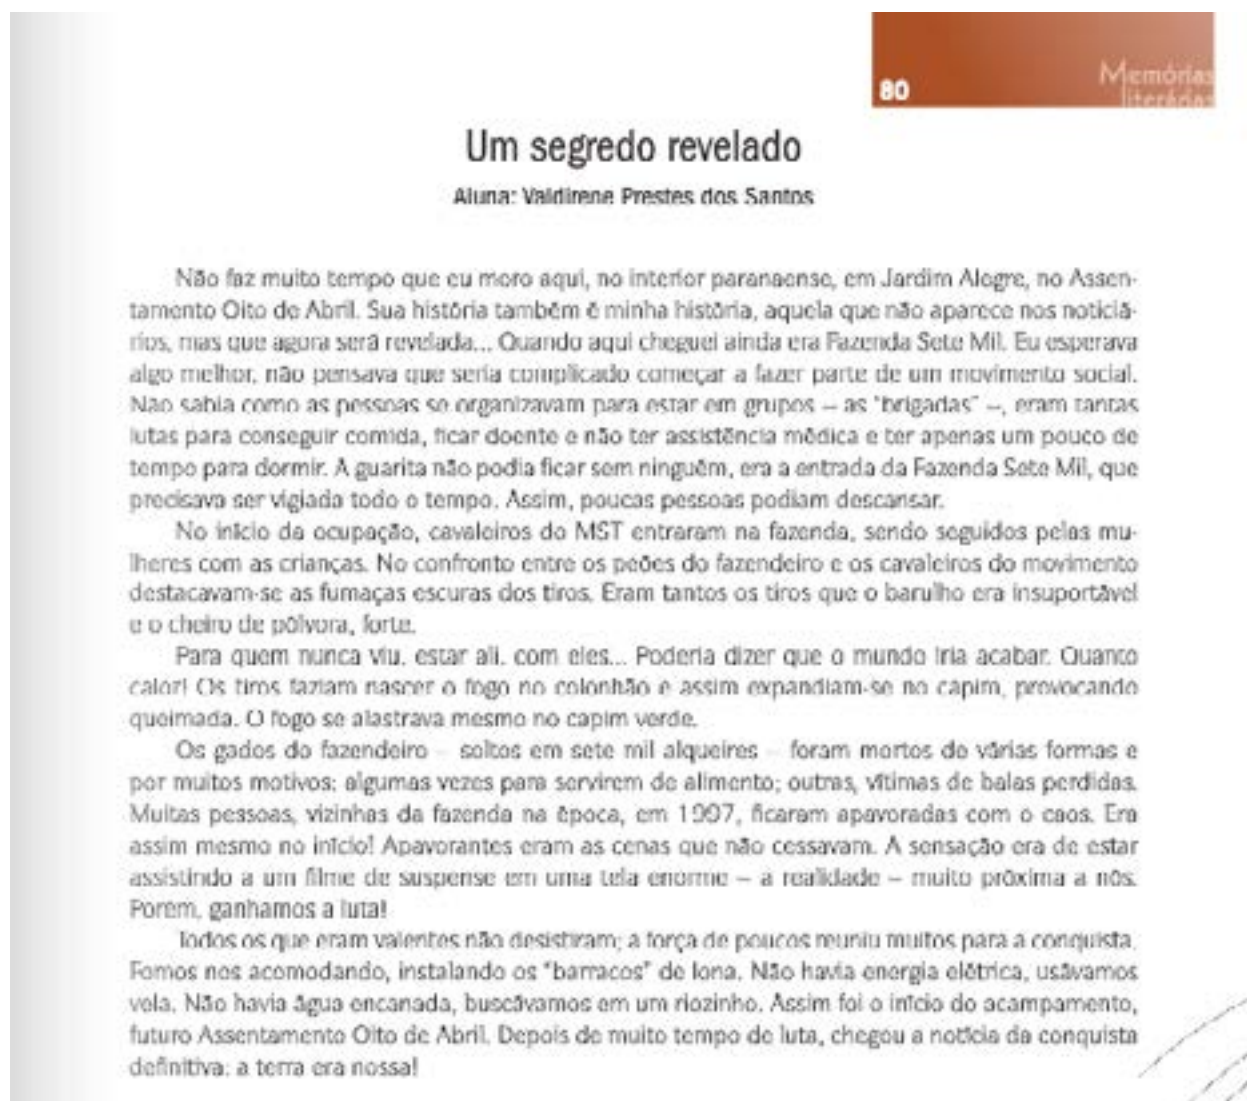 80
Memórias
literárias
Um segredo revelado
Aluna: Valdirene Prestes dos Santos
Não faz muito tempo que eu moro aqui, no interior paranaense, em Jardim Alegre, no Assen-
tamento Oito de Abril. Sua história também é minha história, aquela que não aparece nos noticiá-
rios, mas que agora será revelada... Quando aqui cheguei ainda era Fazenda Sete Mil. Eu esperava
algo melhor, não pensava que seria complicado começar a fazer parte de um movimento social.
Não sabia como as pessoas se organizavam para estar em grupos – as "brigadas" –, eram tantas
lutas para conseguir comida, ficar doente e não ter assistência médica e ter apenas um pouco de
tempo para dormir. A guarita não podia ficar sem ninguém, era a entrada da Fazenda Sete Mil, que
precisava ser vigiada todo o tempo. Assim, poucas pessoas podiam descansar.
No início da ocupação, cavaleiros do MST entraram na fazenda, sendo seguidos pelas mu-
lheres com as crianças. No confronto entre os peões do fazendeiro e os cavaleiros do movimento
destacavam-se as fumaças escuras dos tiros. Eram tantos os tiros que o barulho era insuportável
e o cheiro de pólvora, forte.
Para quem nunca viu, estar ali, com eles... Poderia dizer que o mundo iria acabar. Quanto
calor! Os tiros faziam nascer o fogo no colonhão e assim expandiam-se no capim, provocando
queimada. O fogo se alastrava mesmo no capim verde.
Os gados do fazendeiro – soltos em sete mil alqueires – foram mortos de várias formas e
por muitos motivos: algumas vezes para servirem de alimento; outras, vítimas de balas perdidas.
Muitas pessoas, vizinhas da fazenda na época, em 1997, ficaram apavoradas com o caos. Era
assim mesmo no início! Apavorantes eram as cenas que não cessavam. A sensação era de estar
assistindo a um filme de suspense em uma tela enorme – a realidade – muito próxima a nós.
Porém, ganhamos a luta!
Todos os que eram valentes não desistiram; a força de poucos reuniu muitos para a conquista.
Fomos nos acomodando, instalando os "barracos" de lona. Não havia energia elétrica, usávamos
vela. Não havia água encanada, buscávamos em um riozinho. Assim foi o início do acampamento,
futuro Assentamento Oito de Abril. Depois de muito tempo de luta, chegou a notícia da conquista
definitiva: a terra era nossa!